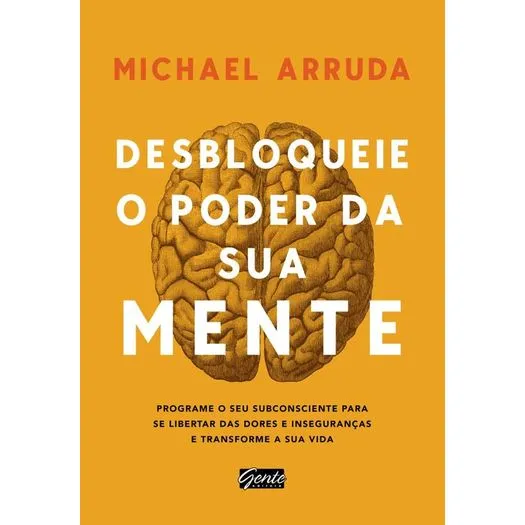 MICHAEL ARRUDA
DESBLOQUEIE
O PODER DA
SUA
MENTE
PROGRAME O SEU SUBCONSCIENTE PARA
SE LIBERTAR DAS DORES E INSEGURANÇAS
E TRANSFORME A SUA VIDA
Gente
editora